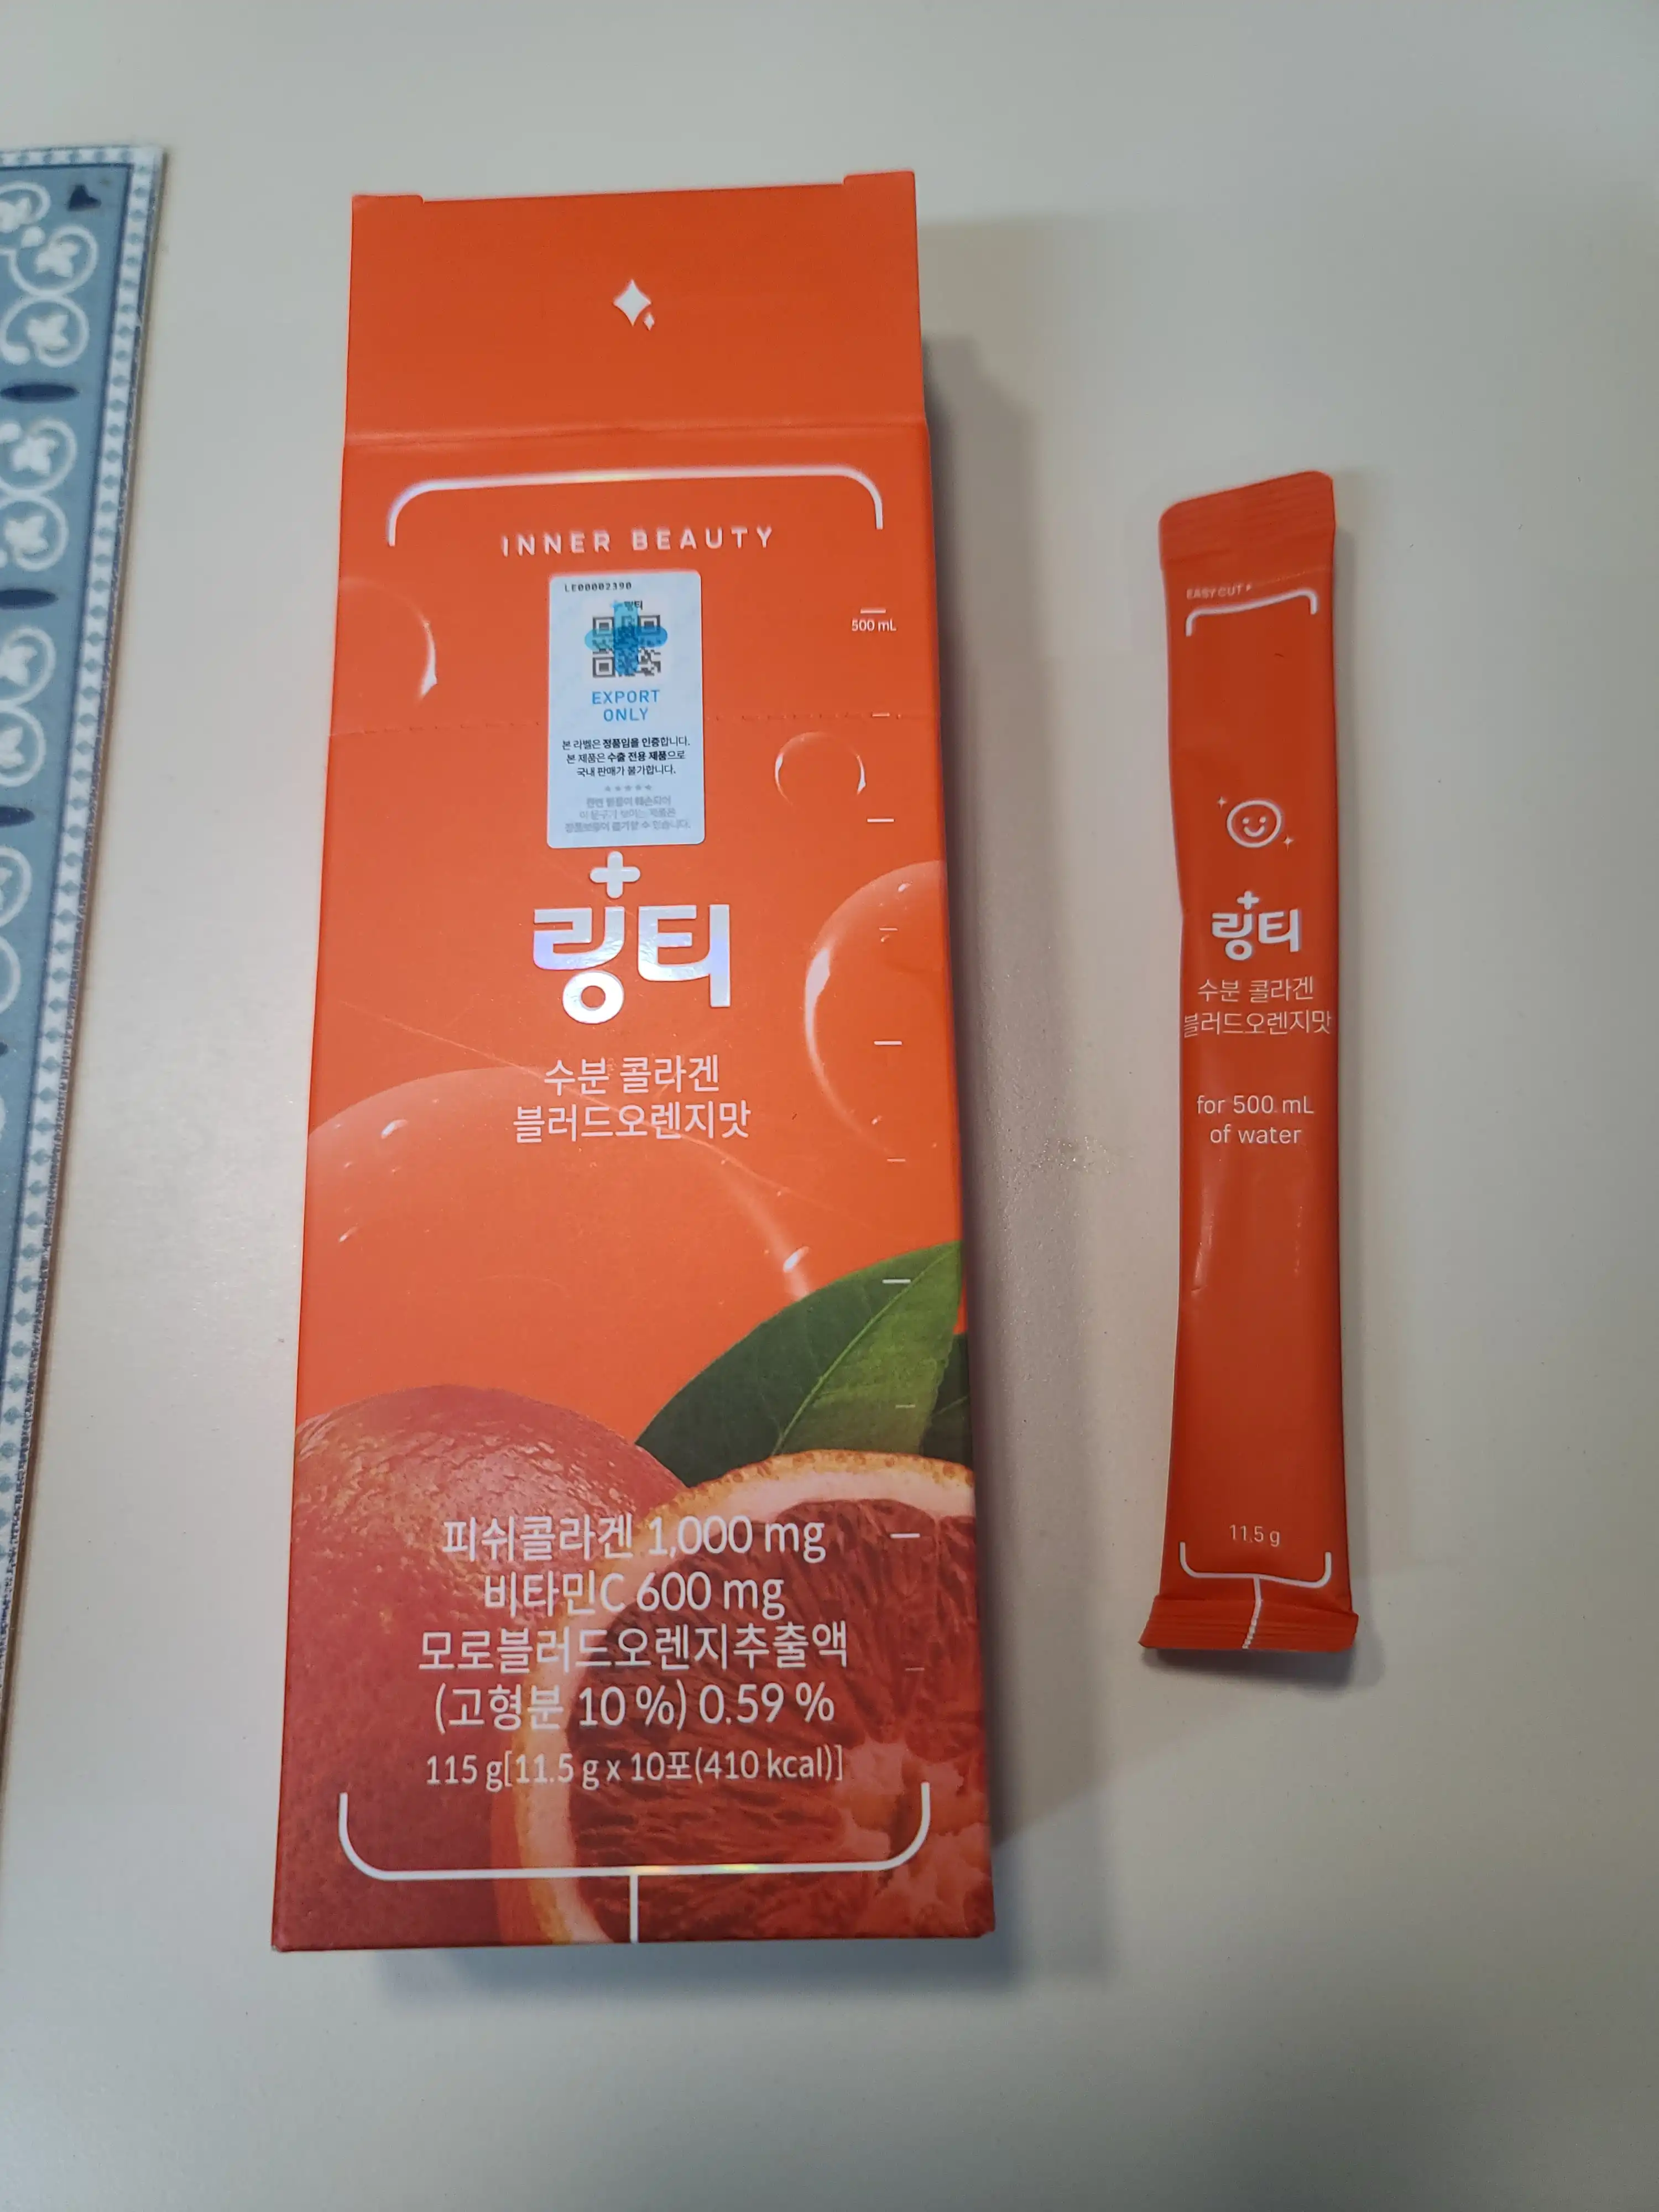 INNER BEAUTY
LE00002390
링티
EXPORT
ONLY
본 라벨은 정품임을 인증합니다.
본 제품은 수출 전용 제품으로
국내 판매가 불가합니다.
500 mL
링티
수분 콜라겐
블러드오렌지맛
피쉬콜라겐 1,000 mg
비타민C 600 mg
모로블러드오렌지추출액
(고형분 10 %) 0.59 %
115 g[11.5 g x 10포(410 kcal)]
EASY CUT
링티
수분 콜라겐
블러드오렌지맛
for 500 mL
of water
11.5 g